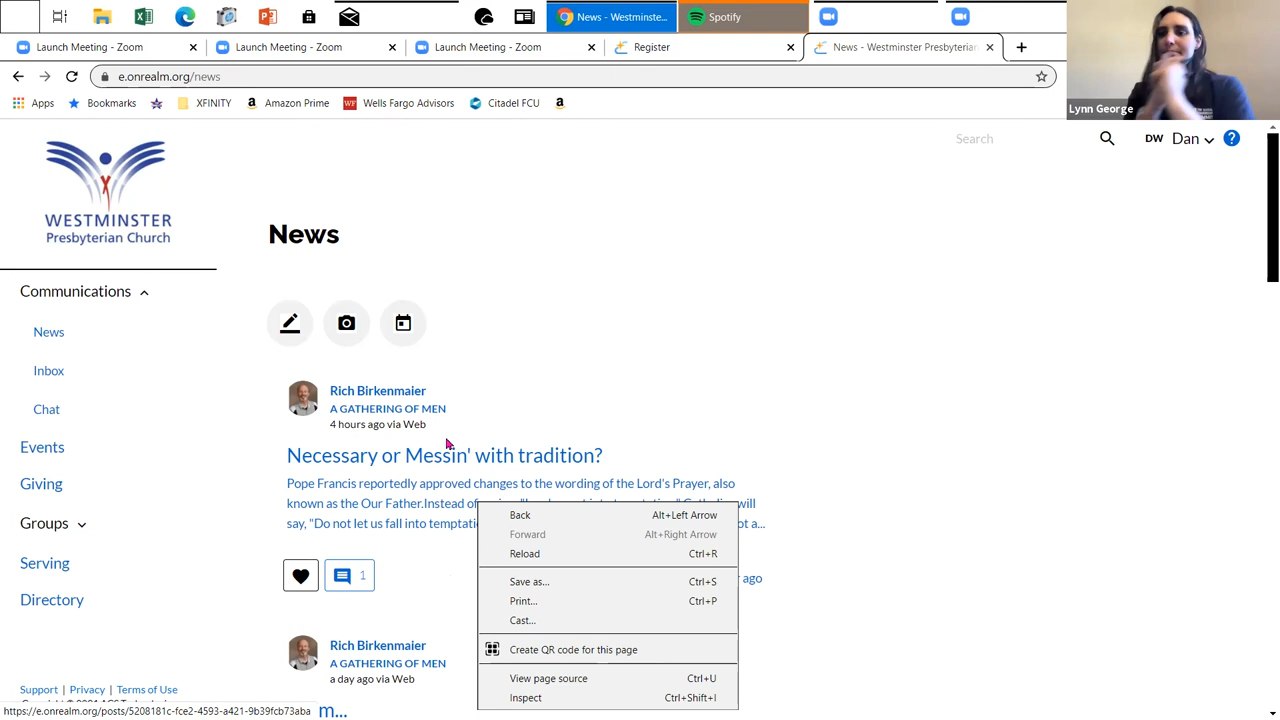 News - Westminste...
Spotify
Launch Meeting - Zoom
Launch Meeting - Zoom
Launch Meeting - Zoom
Register
News - Westminster Presbyterian
e.onrealm.org/news
Apps
Bookmarks
XFINITY
Amazon Prime
WF Wells Fargo Advisors
Citadel FCU
Lynn George
WESTMINSTER
Presbyterian Church
Search
DW Dan
News
Communications
News
Inbox
Chat
Events
Giving
Groups
Serving
Directory
Rich Birkenmaier
A GATHERING OF MEN
4 hours ago via Web
Necessary or Messin' with tradition?
Pope Francis reportedly approved changes to the wording of the Lord's Prayer, also
known as the Our Father.Instead of will
say, "Do not let us fall into temptati ot a...
1
ago
Back Alt+Left Arrow
Forward Alt+Right Arrow
Reload Ctrl+R
Save as... Ctrl+S
Print... Ctrl+P
Cast...
Create QR code for this page
View page source Ctrl+U
Inspect Ctrl+Shift+I
Rich Birkenmaier
A GATHERING OF MEN
a day ago via Web
m...
Support | Privacy | Terms of Use
https://e.onrealm.org/posts/5208181c-fce2-4593-a421-9b39fcb73aba